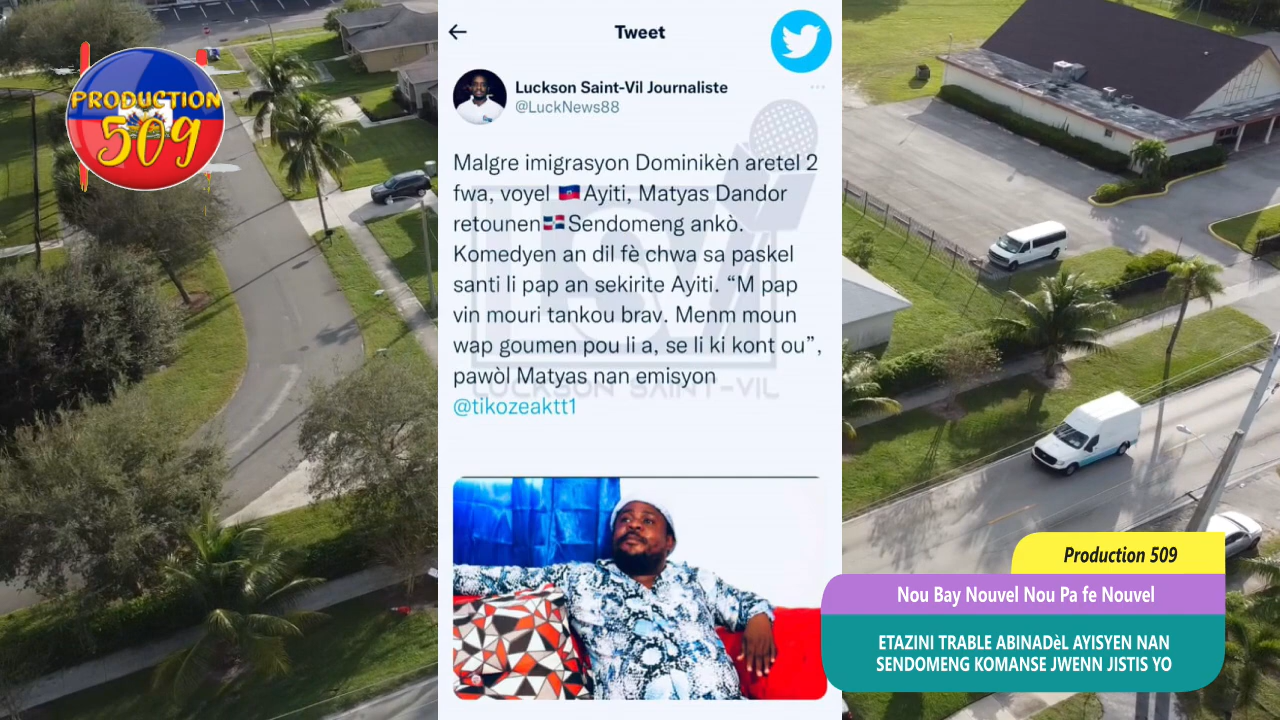 PRODUCTION
509
Tweet
Luckson Saint-Vil Journaliste
@LuckNews88
Malgre imigrasyon Dominikèn aretel 2
fwa, voyel 🇭🇹Ayiti, Matyas Dandor
retounen🇩🇴Sendomeng ankò.
Komedyen an dil fè chwa sa paskel
santi li pap an sekirite Ayiti. “M pap
vin mouri tankou brav. Menm moun
wap goumen pou li a, se li ki kont ou”,
pawòl Matyas nan emisyon
@tikozeaktt1
LUCKSON SAINT-VIL
Production 509
Nou Bay Nouvel Nou Pa fe Nouvel
ETAZINI TRABLE ABINADèL AYISYEN NAN
SENDOMENG KOMANSE JWENN JISTIS YO